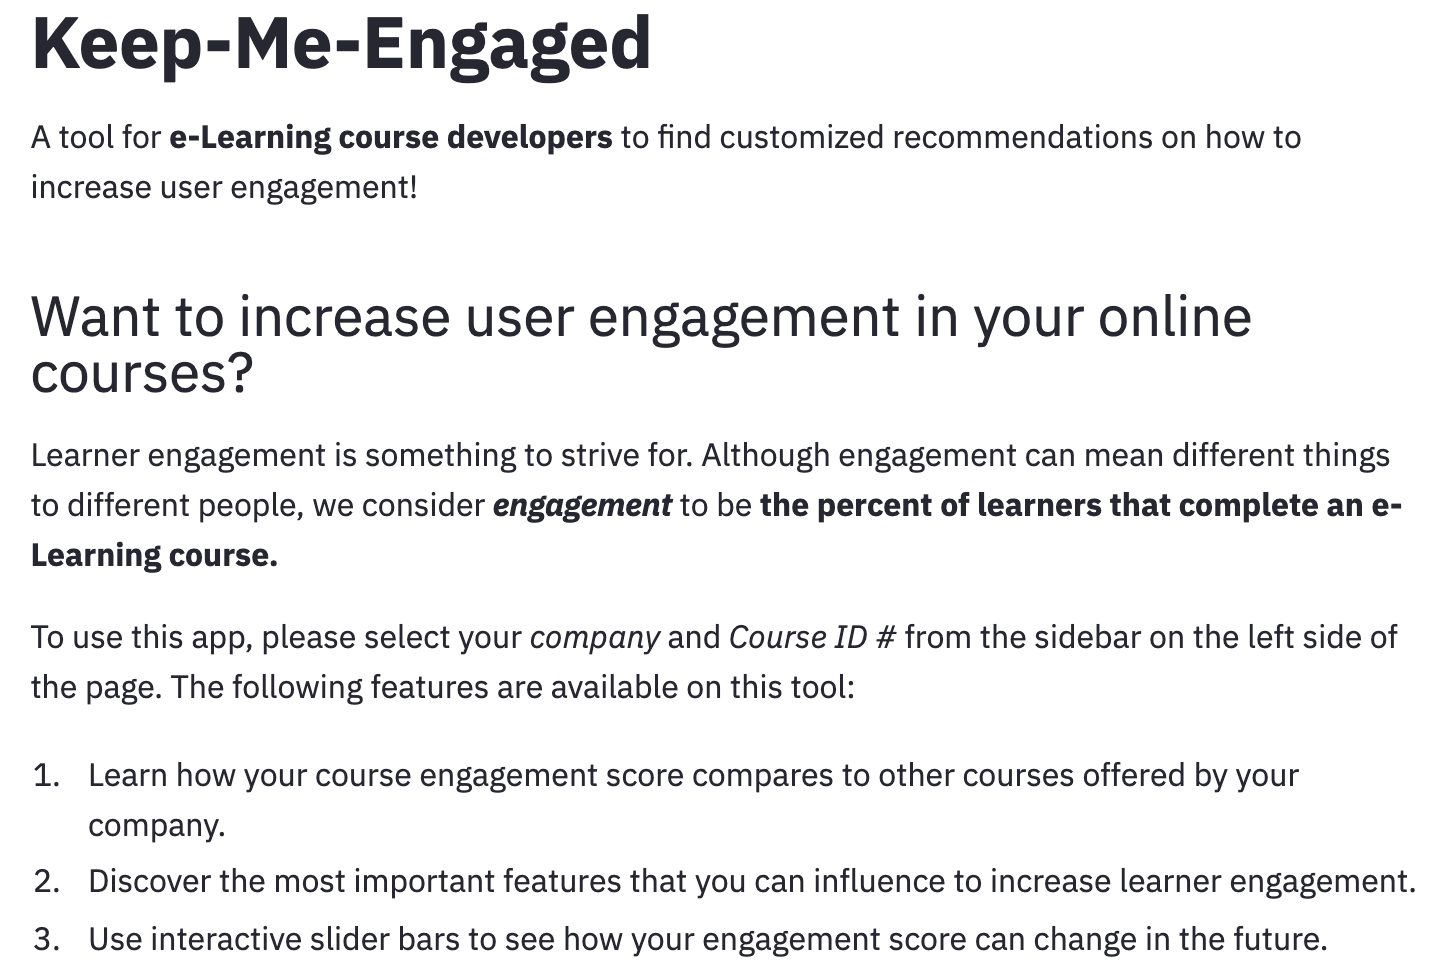 Keep-Me-Engaged
A tool for e-Learning course developers to find customized recommendations on how to
increase user engagement!
Want to increase user engagement in your online
courses?
Learner engagement is something to strive for. Although engagement can mean different things
to different people, we consider engagement to be the percent of learners that complete an e-
Learning course.
To use this app, please select your company and Course ID # from the sidebar on the left side of
the page. The following features are available on this tool:
1. Learn how your course engagement score compares to other courses offered by your
company.
2. Discover the most important features that you can influence to increase learner engagement.
3. Use interactive slider bars to see how your engagement score can change in the future.